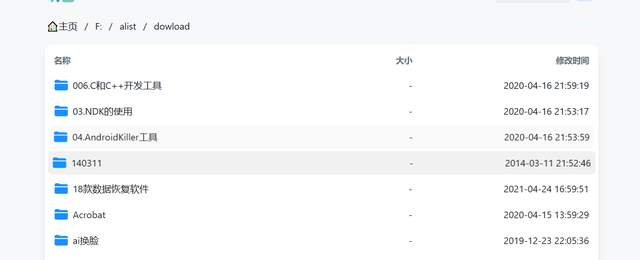 主页 / F: / alist / dowload
名称 大小 修改时间
006.C和C++开发工具 - 2020-04-16 21:59:19
03.NDK的使用 - 2020-04-16 21:53:17
04.AndroidKiller工具 - 2020-04-16 21:53:59
140311 - 2014-03-11 21:52:46
18款数据恢复软件 - 2021-04-24 16:59:51
Acrobat - 2020-04-15 13:59:29
ai换脸 - 2019-12-23 22:05:36